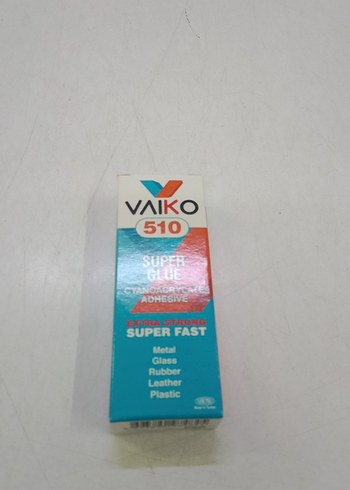 VAIKO
510
SUPER
GLUE
CYANOACRYLATE
ADHESIVE
EXTRA STRONG
SUPER FAST
Metal
Glass
Rubber
Leather
Plastic